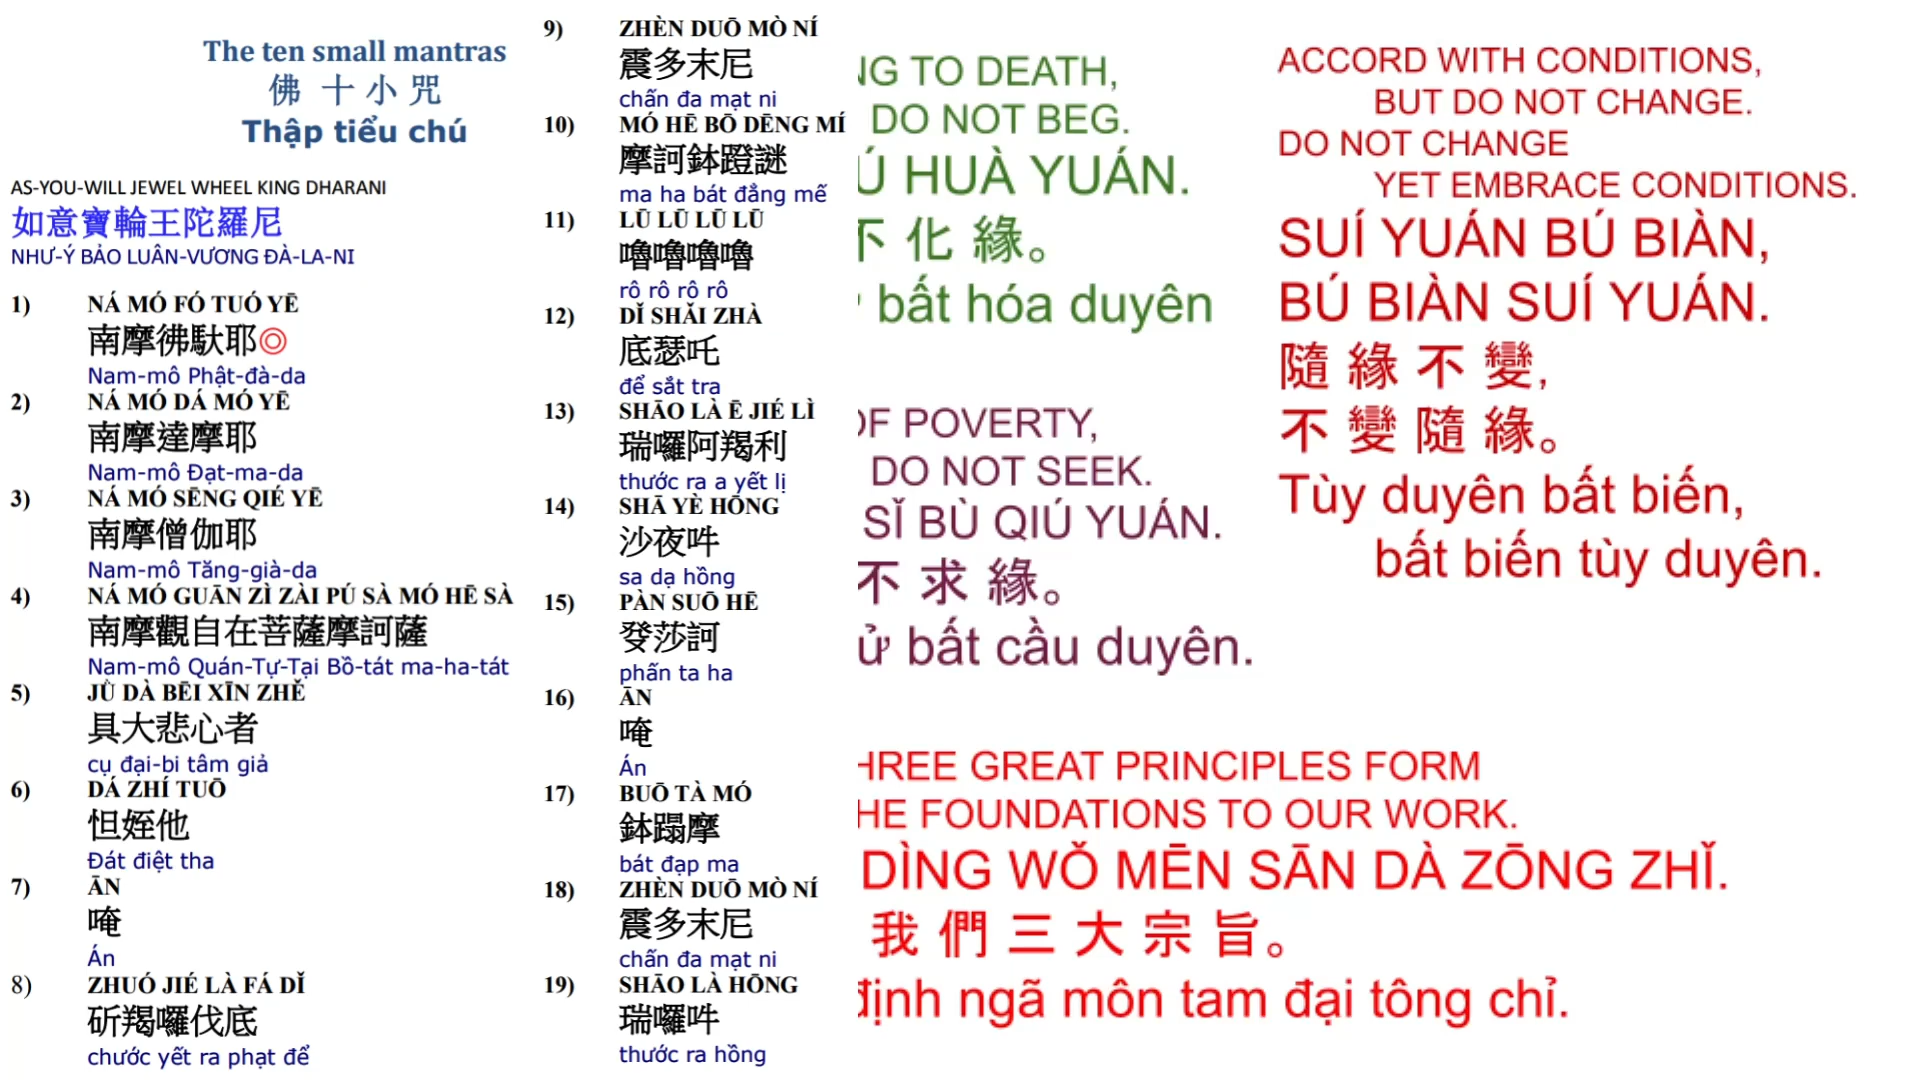 The ten small mantras
佛 十 小 咒
Thập tiểu chú
AS-YOU-WILL JEWEL WHEEL KING DHARANI
如意寶輪王陀羅尼
NHƯ-Ý BẢO LUÂN-VƯƠNG ĐÀ-LA-NI
1) NÁ MÓ FÓ TUÓ YĒ
南摩彿馱耶◎
Nam-mô Phật-đà-da
2) NÁ MÓ DÁ MÓ YĒ
南摩達摩耶
Nam-mô Đạt-ma-da
3) NÁ MÓ SĒNG QIÉ YĒ
南摩僧伽耶
Nam-mô Tăng-già-da
4) NÁ MÓ GUĀN ZÌ ZÀI PÚ SÀ MÓ HĒ SÀ
南摩觀自在菩薩摩訶薩
Nam-mô Quán-Tự-Tại Bồ-tát ma-ha-tát
5) JÙ DÀ BĒI XĪN ZHĚ
具大悲心者
cụ đại-bi tâm giả
6) DÁ ZHÍ TUŌ
怛姪他
Đát điệt tha
7) ĀN
唵
Án
8) ZHUÓ JIÉ LÀ FÁ DǏ
斫羯囉伐底
chước yết ra phạt để
9) ZHÈN DUŌ MÒ NÍ
震多末尼
chấn đa mạt ni
10) MÓ HĒ BŌ DĒNG MÍ
摩訶鉢蹬謎
ma ha bát đẳng mế
11) LŪ LŪ LŪ LŪ
嚕嚕嚕嚕
rô rô rô rô
12) DǏ SHǍI ZHÀ
底瑟吒
để sắt tra
13) SHĀO LÀ Ē JIÉ LÌ
瑞囉阿羯利
thước ra a yết lị
14) SHĀ YÈ HŌNG
沙夜吽
sa dạ hồng
15) PÀN SUŌ HĒ
癹莎訶
phấn ta ha
16) ĀN
唵
Án
17) BUŌ TÀ MÓ
鉢蹋摩
bát đạp ma
18) ZHÈN DUŌ MÒ NÍ
震多末尼
chấn đa mạt ni
19) SHĀO LÀ HŌNG
瑞囉吽
thước ra hồng
NG TO DEATH,
DO NOT BEG.
Ú HUÀ YUÁN.
不 化 緣。
bất hóa duyên
OF POVERTY,
DO NOT SEEK.
SǏ BÙ QIÚ YUÁN.
不 求 緣。
ử bất cầu duyên.
ACCORD WITH CONDITIONS,
BUT DO NOT CHANGE.
DO NOT CHANGE
YET EMBRACE CONDITIONS.
SUÍ YUÁN BÚ BIÀN,
BÚ BIÀN SUÍ YUÁN.
隨 緣 不 變,
不 變 隨 緣。
Tùy duyên bất biến,
bất biến tùy duyên.
HREE GREAT PRINCIPLES FORM
HE FOUNDATIONS TO OUR WORK.
DÌNG WǑ MĒN SĀN DÀ ZŌNG ZHǏ.
我 們 三 大 宗 旨。
định ngã môn tam đại tông chỉ.